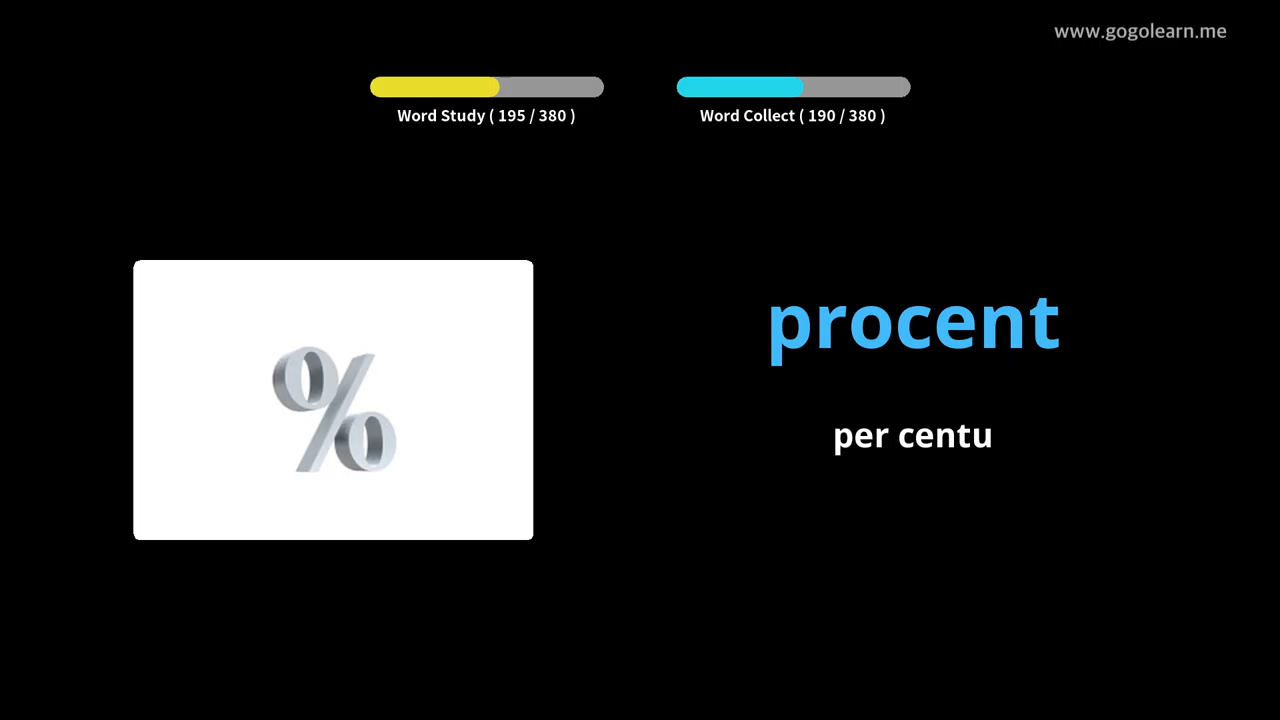 www.gogolearn.me
Word Study ( 195 / 380 )
Word Collect ( 190 / 380 )
%
procent
per centu